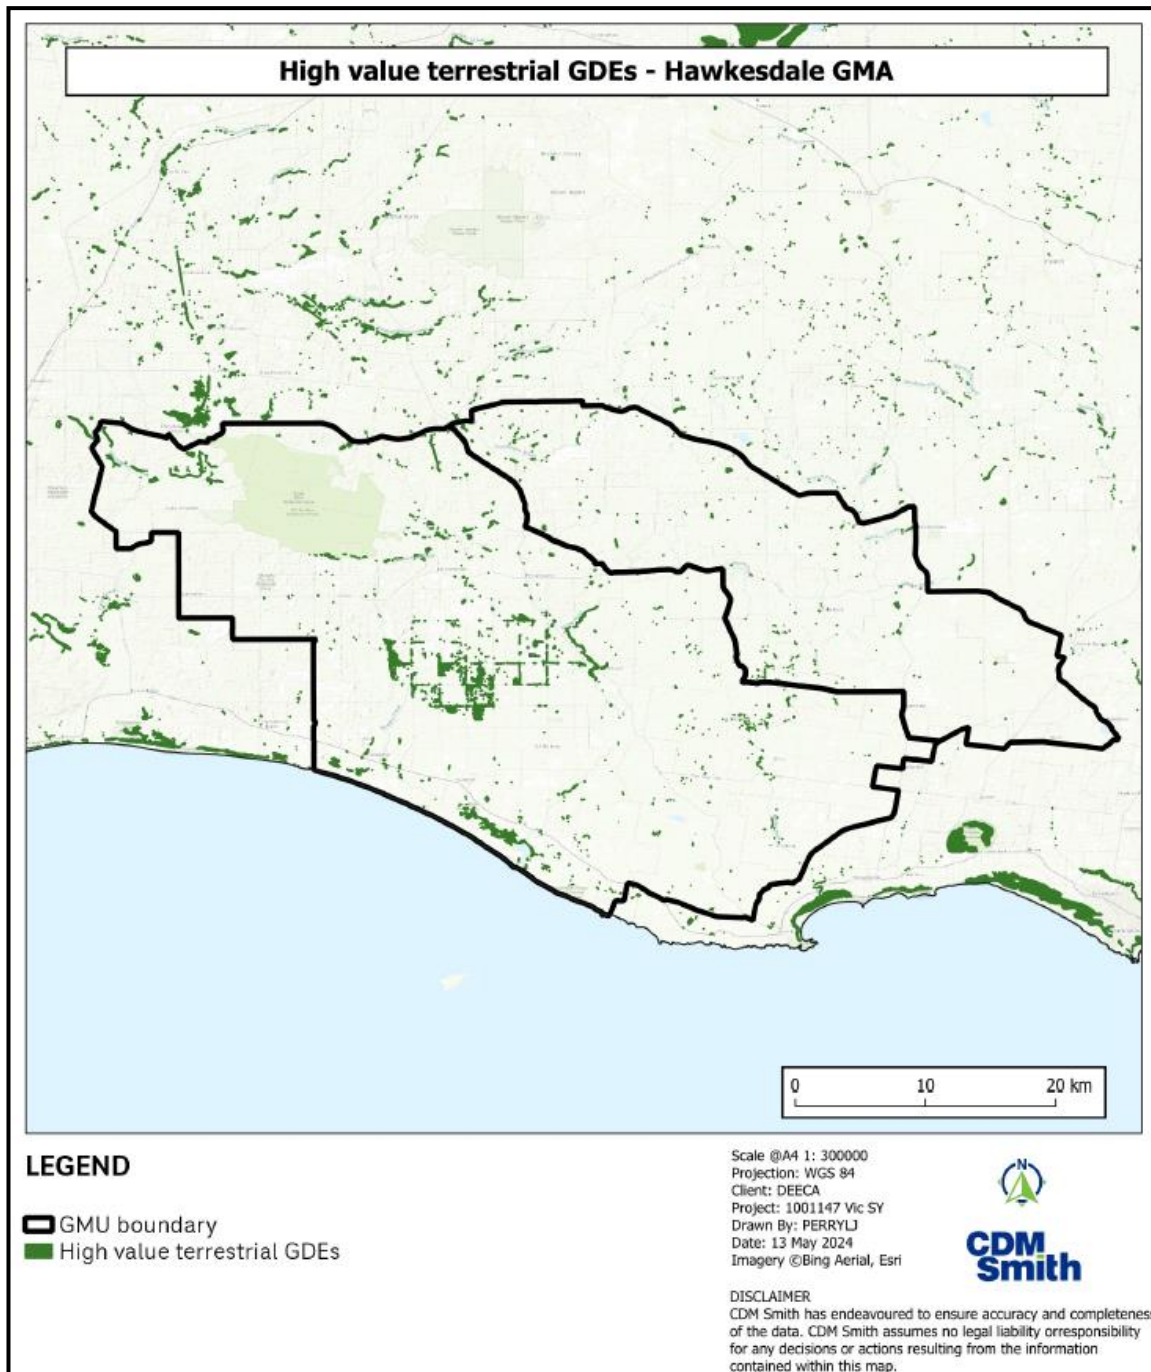 High value terrestrial GDEs - Hawkesdale GMA
0 10 20 km
LEGEND
GMU boundary
High value terrestrial GDEs
Scale @A4 1: 300000
Projection: WGS 84
Client: DEECA
Project: 1001147 Vic SY
Drawn By: PERRYLJ
Date: 13 May 2024
Imagery ©Bing Aerial, Esri
N
CDM
Smith
DISCLAIMER
CDM Smith has endeavoured to ensure accuracy and completeness
of the data. CDM Smith assumes no legal liability orresponsibility
for any decisions or actions resulting from the information
contained within this map.